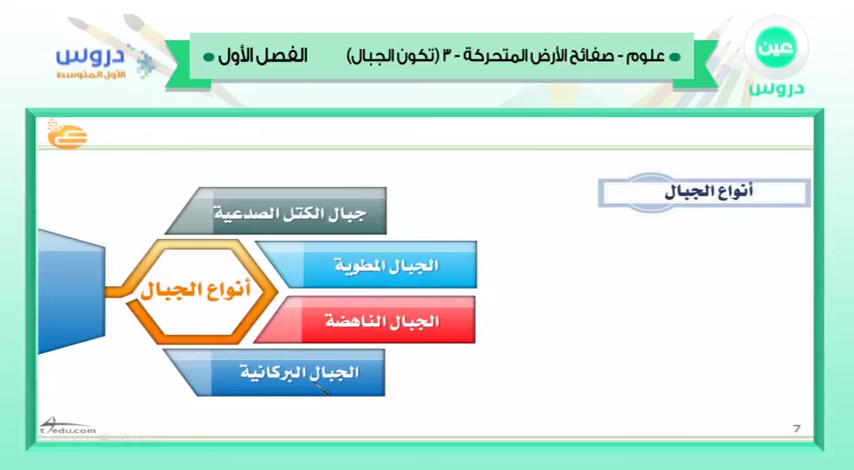 عين
دروس
علوم - صفائح الأرض المتحركة - ٣ (تكون الجبال)
الفصل الأول
دروس
الأول المتوسط
أنواع الجبال
جبال الكتل الصدعية
الجبال المطوية
أنواع الجبال
الجبال الناهضة
الجبال البركانية
t4edu.com
7